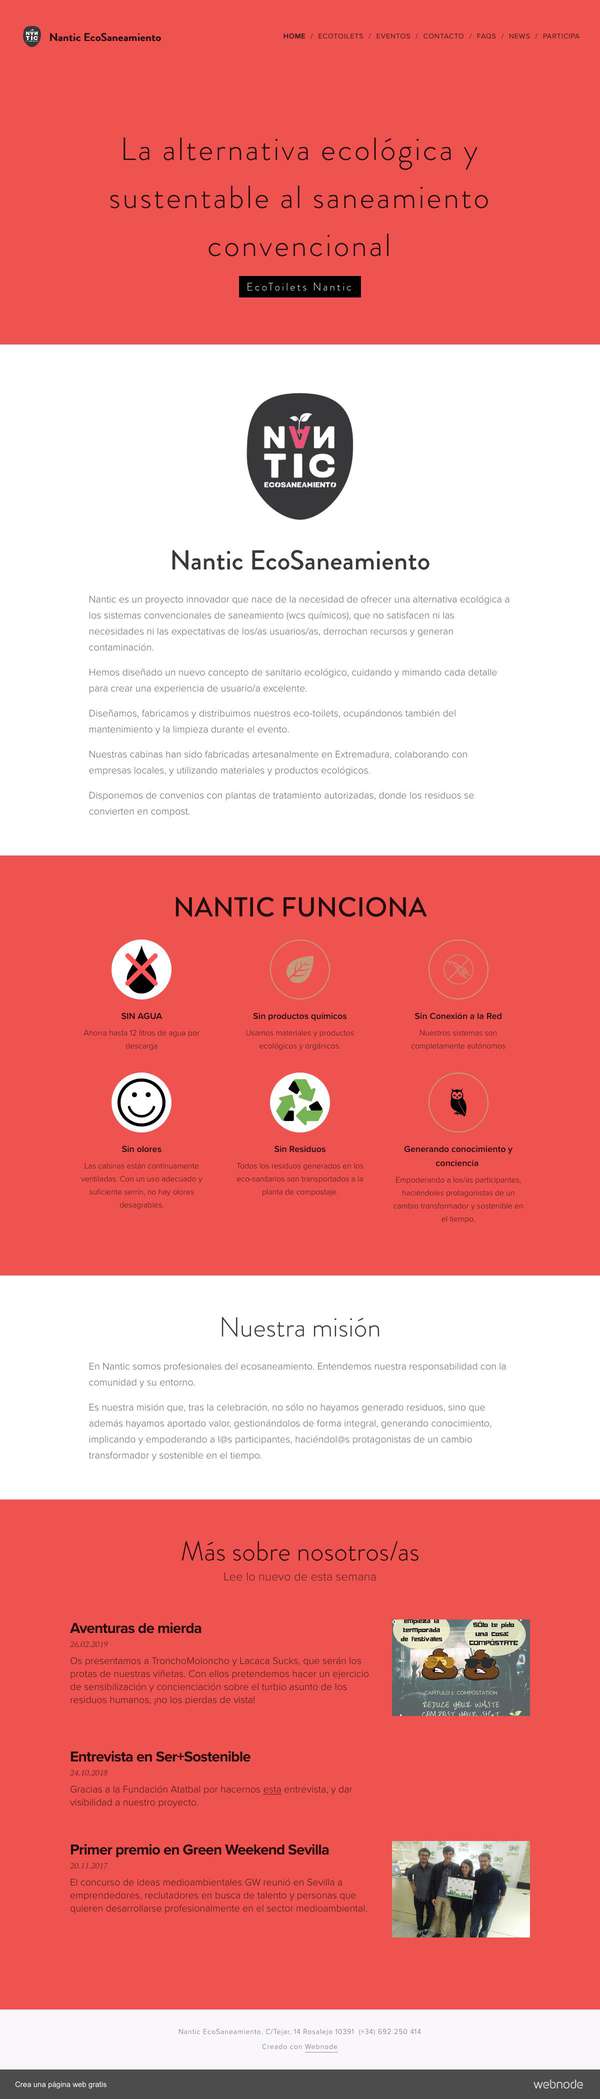 Nantic EcoSaneamiento
HOME / ECOTOILETS / EVENTOS / CONTACTO / FAQS / NEWS / PARTICIPA
La alternativa ecológica y
sustentable al saneamiento
convencional
EcoToilets Nantic
NAN
TIC
ECOSANEAMIENTO
Nantic EcoSaneamiento
Nantic es un proyecto innovador que nace de la necesidad de ofrecer una alternativa ecológica a
los sistemas convencionales de saneamiento (wcs químicos), que no satisfacen ni las
necesidades ni las expectativas de los/as usuarios/as, derrochan recursos y generan
contaminación.
Hemos diseñado un nuevo concepto de sanitario ecológico, cuidando y mimando cada detalle
para crear una experiencia de usuario/a excelente.
Diseñamos, fabricamos y distribuimos nuestros eco-toilets, ocupándonos también del
mantenimiento y la limpieza durante el evento.
Nuestras cabinas han sido fabricadas artesanalmente en Extremadura, colaborando con
empresas locales, y utilizando materiales y productos ecológicos.
Disponemos de convenios con plantas de tratamiento autorizadas, donde los residuos se
convierten en compost.
NANTIC FUNCIONA
SIN AGUA
Ahorra hasta 12 litros de agua por
descarga
Sin productos químicos
Usamos materiales y productos
ecológicos y orgánicos.
Sin Conexión a la Red
Nuestros sistemas son
completamente autónomos
Sin olores
Las cabinas están continuamente
ventiladas. Con un uso adecuado y
suficiente serrín, no hay olores
desagrables.
Sin Residuos
Todos los residuos generados en los
eco-sanitarios son transportados a la
planta de compostaje.
Generando conocimiento y
conciencia
Empoderando a los/as participantes,
haciéndoles protagonistas de un
cambio transformador y sostenible en
el tiempo.
Nuestra misión
En Nantic somos profesionales del ecosaneamiento. Entendemos nuestra responsabilidad con la
comunidad y su entorno.
Es nuestra misión que, tras la celebración, no sólo no hayamos generado residuos, sino que
además hayamos aportado valor, gestionándolos de forma integral, generando conocimiento,
implicando y empoderando a l@s participantes, haciéndol@s protagonistas de un cambio
transformador y sostenible en el tiempo.
Más sobre nosotros/as
Lee lo nuevo de esta semana
Aventuras de mierda
26.02.2019
Os presentamos a TronchoMoloncho y Lacaca Sucks, que serán los
protas de nuestras viñetas. Con ellos pretendemos hacer un ejercicio
de sensibilización y concienciación sobre el turbio asunto de los
residuos humanos, ¡no los pierdas de vista!
empieza la
temporada
de festivales
Sólo te pido
una cosa:
COMPÓSTATE
CAPÍTULO 1: COMPOSTATION
REDUCE YOUR WASTE
COMPOST YOUR SH*T
Entrevista en Ser+Sostenible
24.10.2018
Gracias a la Fundación Atatbal por hacernos esta entrevista, y dar
visibilidad a nuestro proyecto.
Primer premio en Green Weekend Sevilla
20.11.2017
El concurso de ideas medioambientales GW reunió en Sevilla a
emprendedores, reclutadores en busca de talento y personas que
quieren desarrollarse profesionalmente en el sector medioambiental.
Nantic EcoSaneamiento, C/Tejar, 14 Rosalejo 10391 (+34) 692 250 414
Creado con Webnode
Crea una página web gratis
webnode